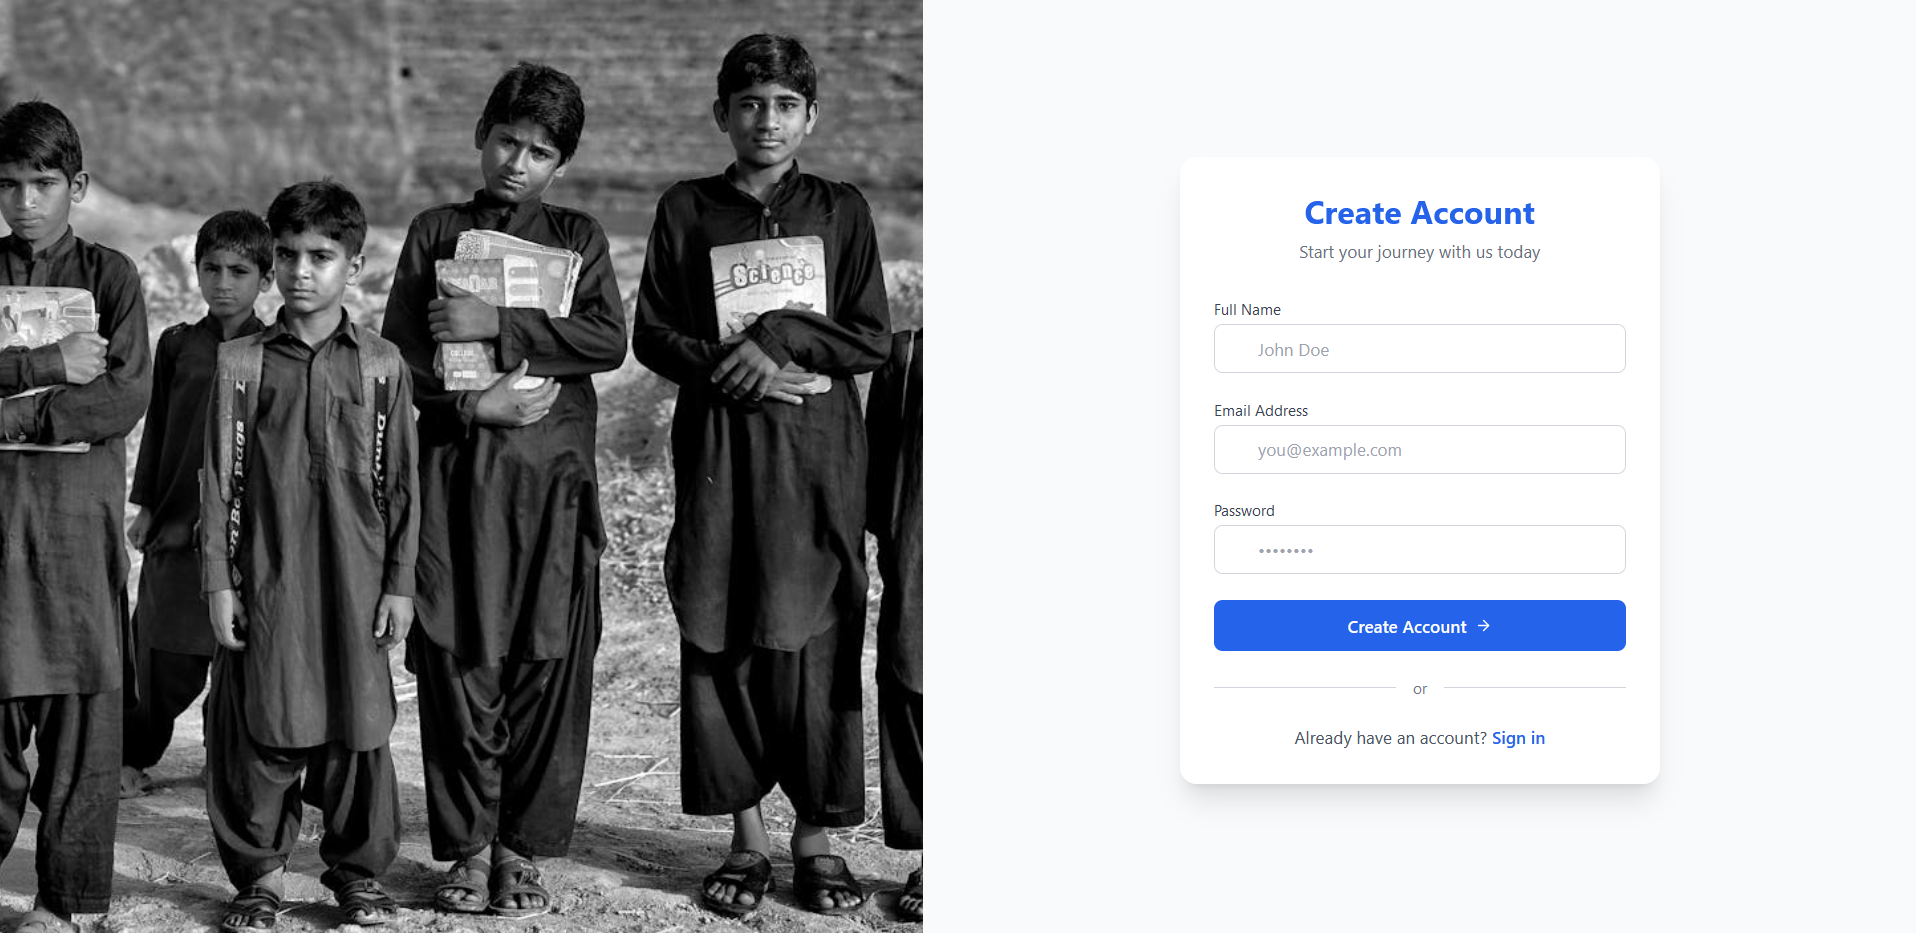 Science
COLLEGE
Create Account
Start your journey with us today
Full Name
John Doe
Email Address
you@example.com
Password
••••••••
Create Account →
or
Already have an account? Sign in